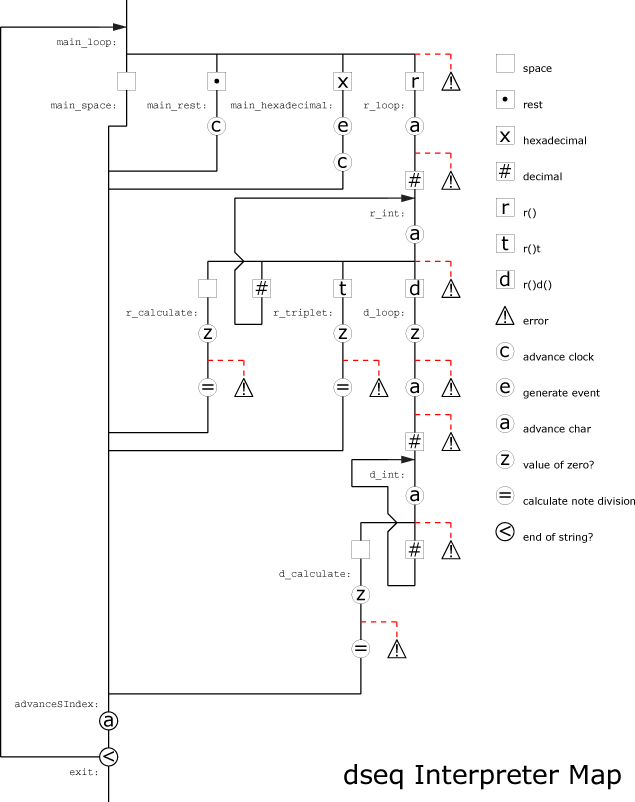 main_loop:
main_space:
main_rest:
main_hexadecimal:
r_loop:
•
x
r
!
c
e
a
c
#
!
r_int:
a
#
t
d
!
r_calculate:
r_triplet:
d_loop:
z
z
z
=
!
=
!
a
!
#
!
d_int:
a
#
!
d_calculate:
z
=
!
advanceSIndex:
a
<
exit:
space
• rest
x hexadecimal
# decimal
r r()
t r()t
d r()d()
! error
c advance clock
e generate event
a advance char
z value of zero?
= calculate note division
< end of string?
dseq Interpreter Map